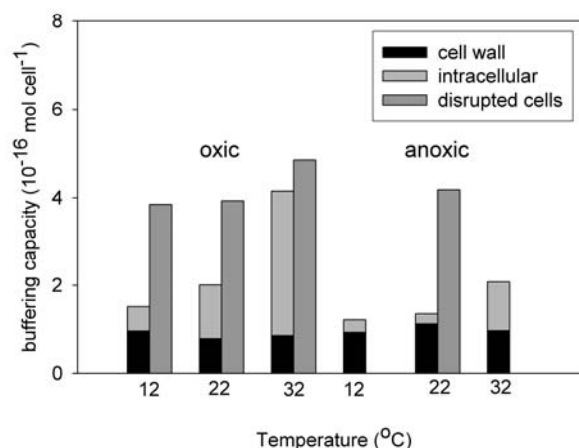 8
6
4
2
0
buffering capacity (10⁻¹⁶ mol cell⁻¹)
cell wall
intracellular
disrupted cells
oxic
anoxic
12
22
32
12
22
32
Temperature (°C)